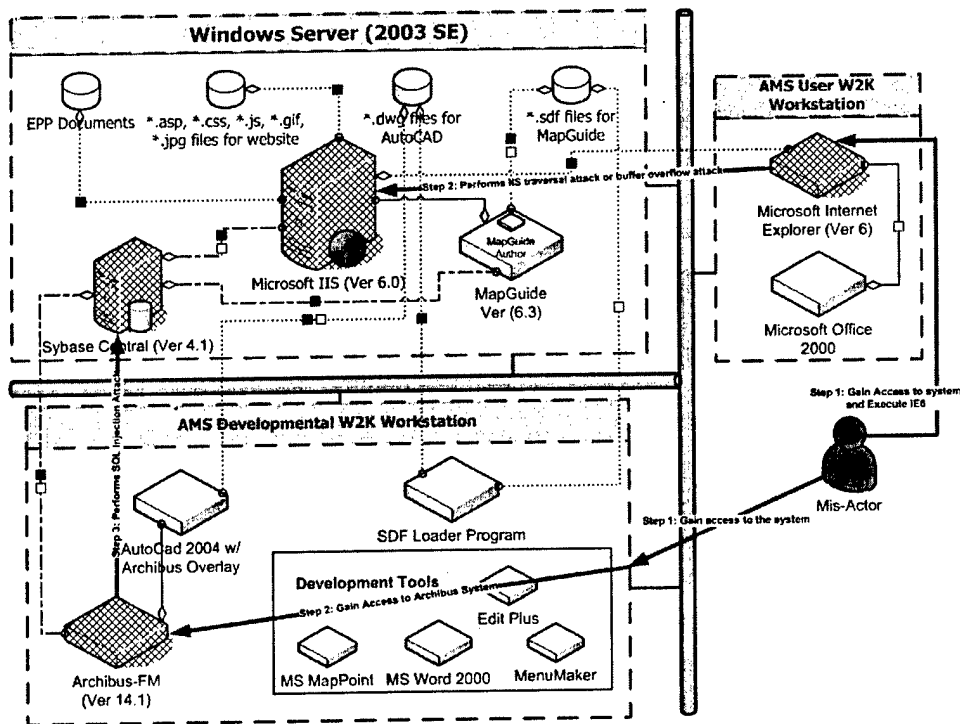 Windows Server (2003 SE)
EPP Documents
*.asp, *.css, *.js, *.gif,
*.jpg files for website
*.dwg files for
AutoCAD
*.sdf files for
MapGuide
AMS User W2K
Workstation
Step 2: Performs NS traversal attack or buffer overflow attack
Microsoft Internet
Explorer (Ver 6)
Microsoft IIS (Ver 6.0)
MapGuide
Author
MapGuide
Ver (6.3)
Sybase Central (Ver 4.1)
Microsoft Office
2000
Step 1: Gain Access to system
and Execute IE6
Mis-Actor
AMS Developmental W2K Workstation
Step 3: Performs SQL Injection Attack
AutoCad 2004 w/
Archibus Overlay
SDF Loader Program
Step 1: Gain access to the system
Development Tools
Step 2: Gain Access to Archibus System
Edit Plus
MS MapPoint
MS Word 2000
MenuMaker
Archibus-FM
(Ver 14.1)